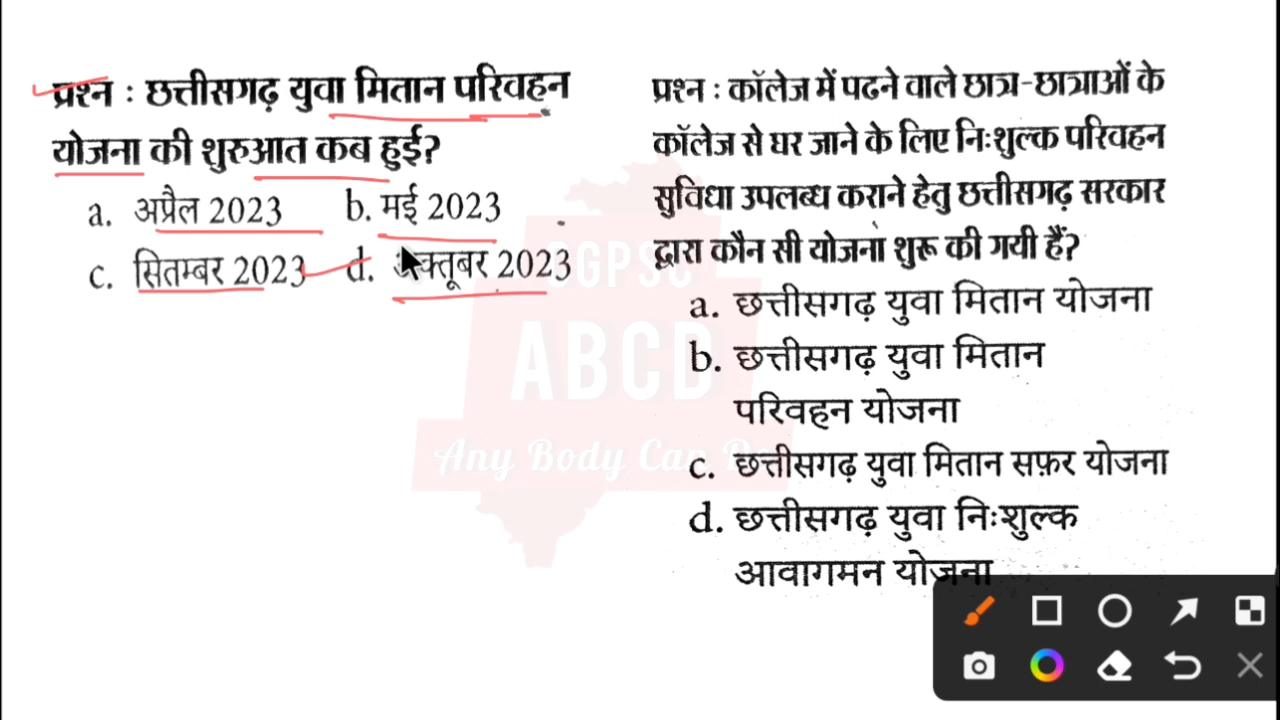 प्रश्न : छत्तीसगढ़ युवा मितान परिवहन
योजना की शुरुआत कब हुई?
a. अप्रैल 2023 b. मई 2023
c. सितम्बर 2023 d. अक्तूबर 2023
प्रश्न : कॉलेज में पढने वाले छात्र-छात्राओं के
कॉलेज से घर जाने के लिए निःशुल्क परिवहन
सुविधा उपलब्ध कराने हेतु छत्तीसगढ़ सरकार
द्वारा कौन सी योजना शुरू की गयी हैं?
a. छत्तीसगढ़ युवा मितान योजना
b. छत्तीसगढ़ युवा मितान
परिवहन योजना
c. छत्तीसगढ़ युवा मितान सफ़र योजना
d. छत्तीसगढ़ युवा निःशुल्क
आवागमन योजना
CGPSC
ABCD
Any Body Can Do